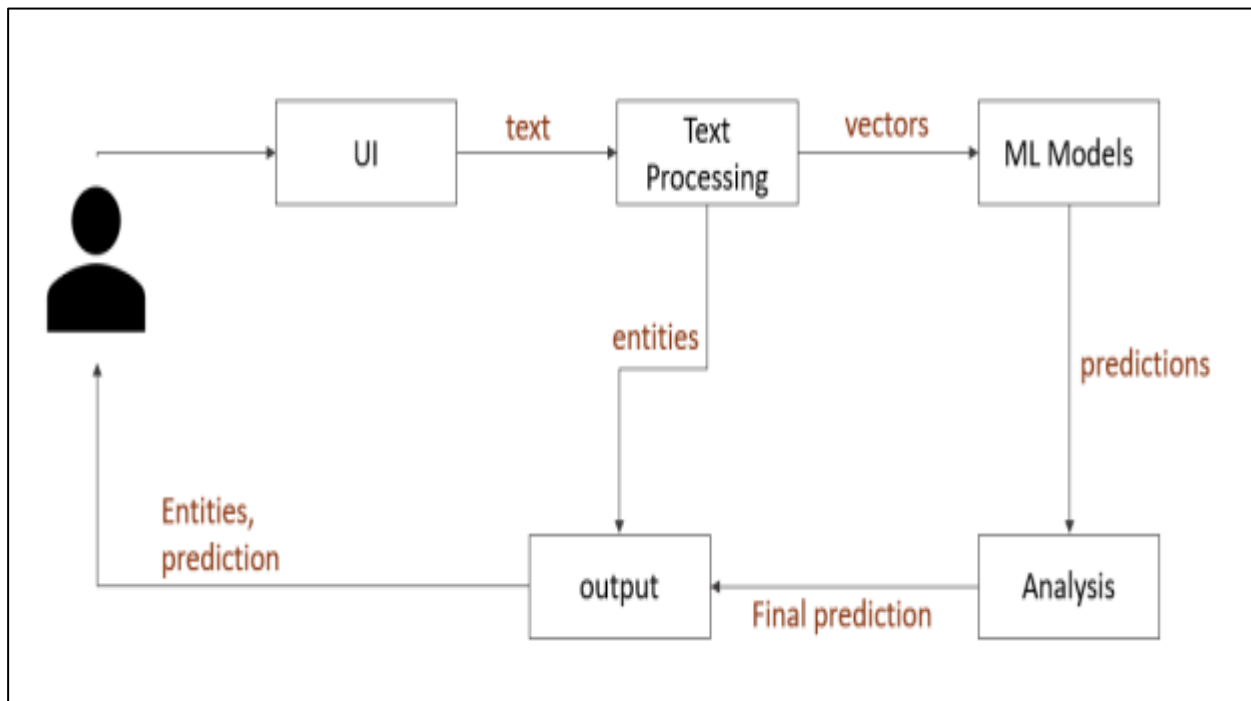 UI
text
Text
Processing
vectors
ML Models
entities
predictions
Entities,
prediction
output
Final prediction
Analysis